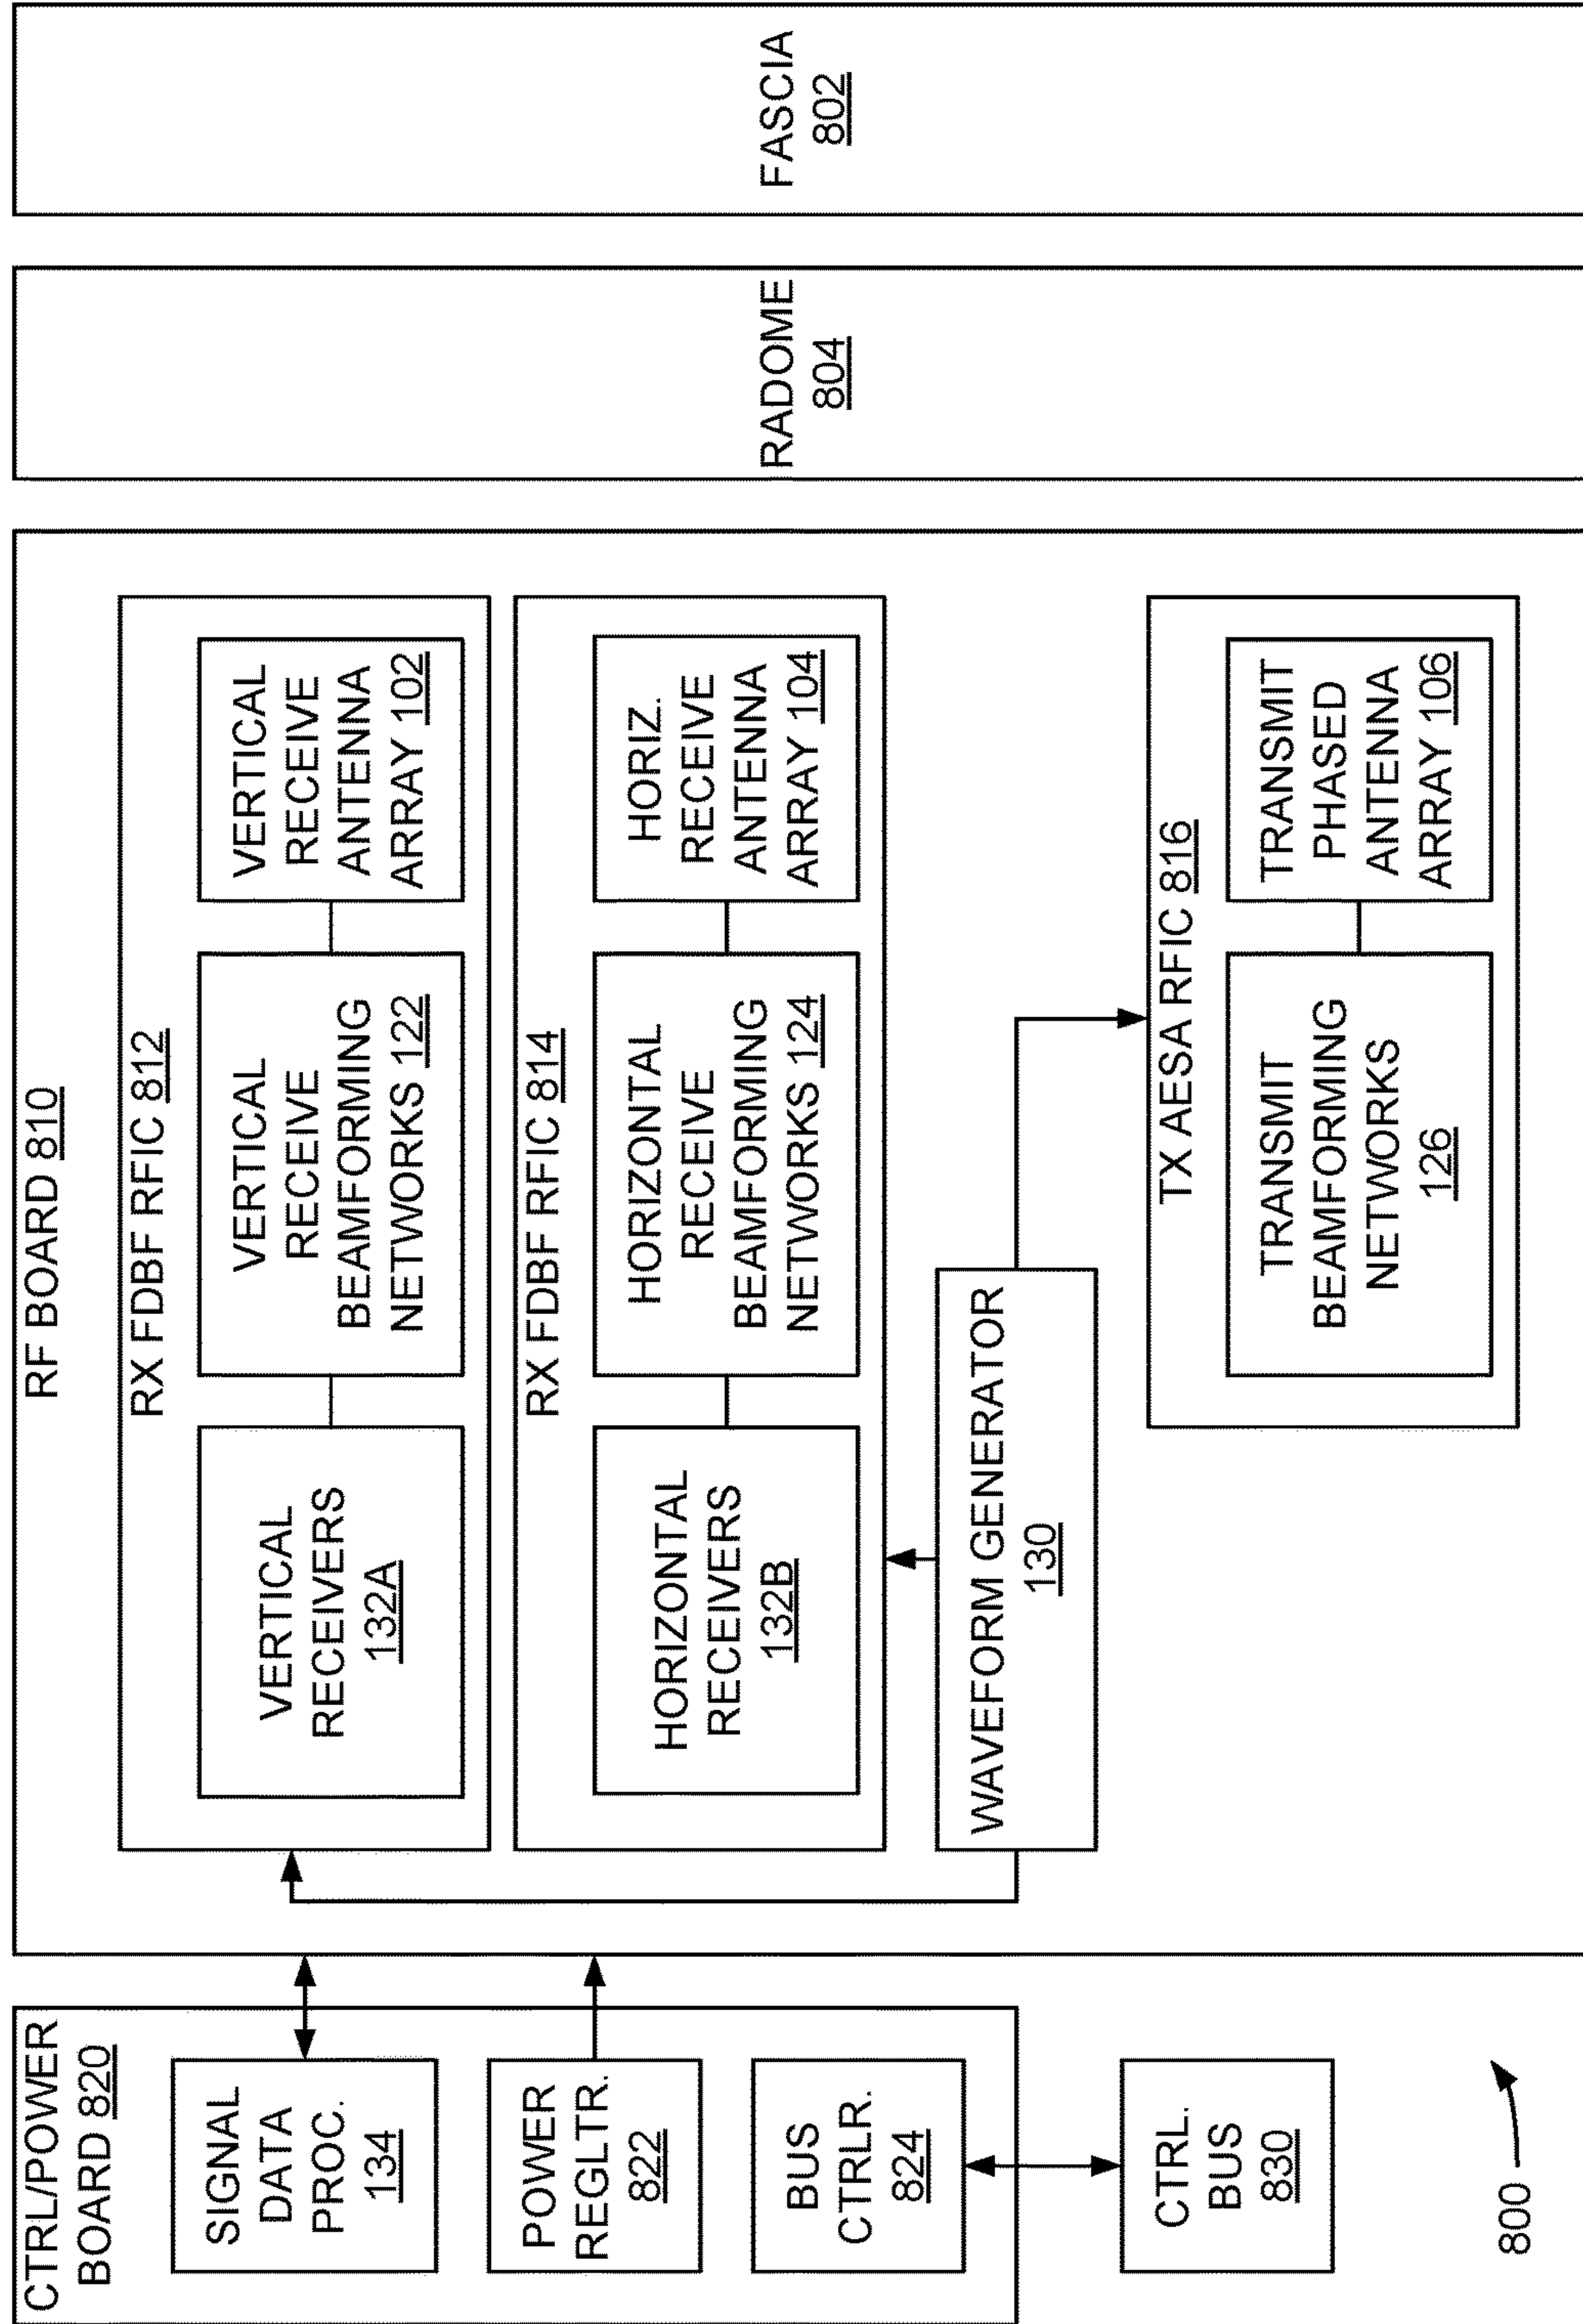 CTRL/POWER
BOARD 820
SIGNAL
DATA
PROC.
134
POWER
REGLTR.
822
BUS
CTRLR.
824
CTRL.
BUS
830
800
RF BOARD 810
RX FDBF RFIC 812
VERTICAL
RECEIVERS
132A
VERTICAL
RECEIVE
BEAMFORMING
NETWORKS 122
VERTICAL
RECEIVE
ANTENNA
ARRAY 102
RX FDBF RFIC 814
HORIZONTAL
RECEIVERS
132B
HORIZONTAL
RECEIVE
BEAMFORMING
NETWORKS 124
HORIZ.
RECEIVE
ANTENNA
ARRAY 104
WAVEFORM GENERATOR
130
TX AESA RFIC 816
TRANSMIT
BEAMFORMING
NETWORKS
126
TRANSMIT
PHASED
ANTENNA
ARRAY 106
RADOME
804
FASCIA
802